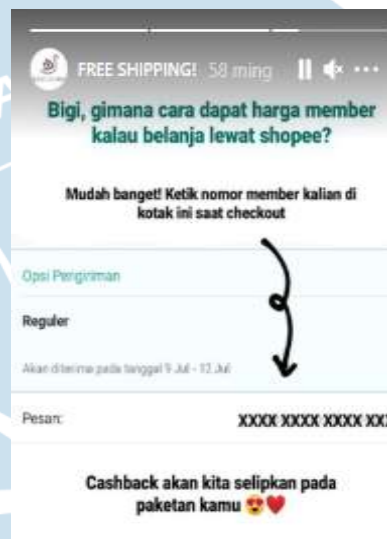 FREE SHIPPING! 58 ming
Bigi, gimana cara dapat harga member
kalau belanja lewat shopee?
Mudah banget! Ketik nomor member kalian di
kotak ini saat checkout
Opsi Pengiriman
Reguler
Akan diterima pada tanggal 9 Jul - 12 Jul
Pesan:
XXXX XXXX XXXX XXX
Cashback akan kita selipkan pada
paketan kamu 😍❤️